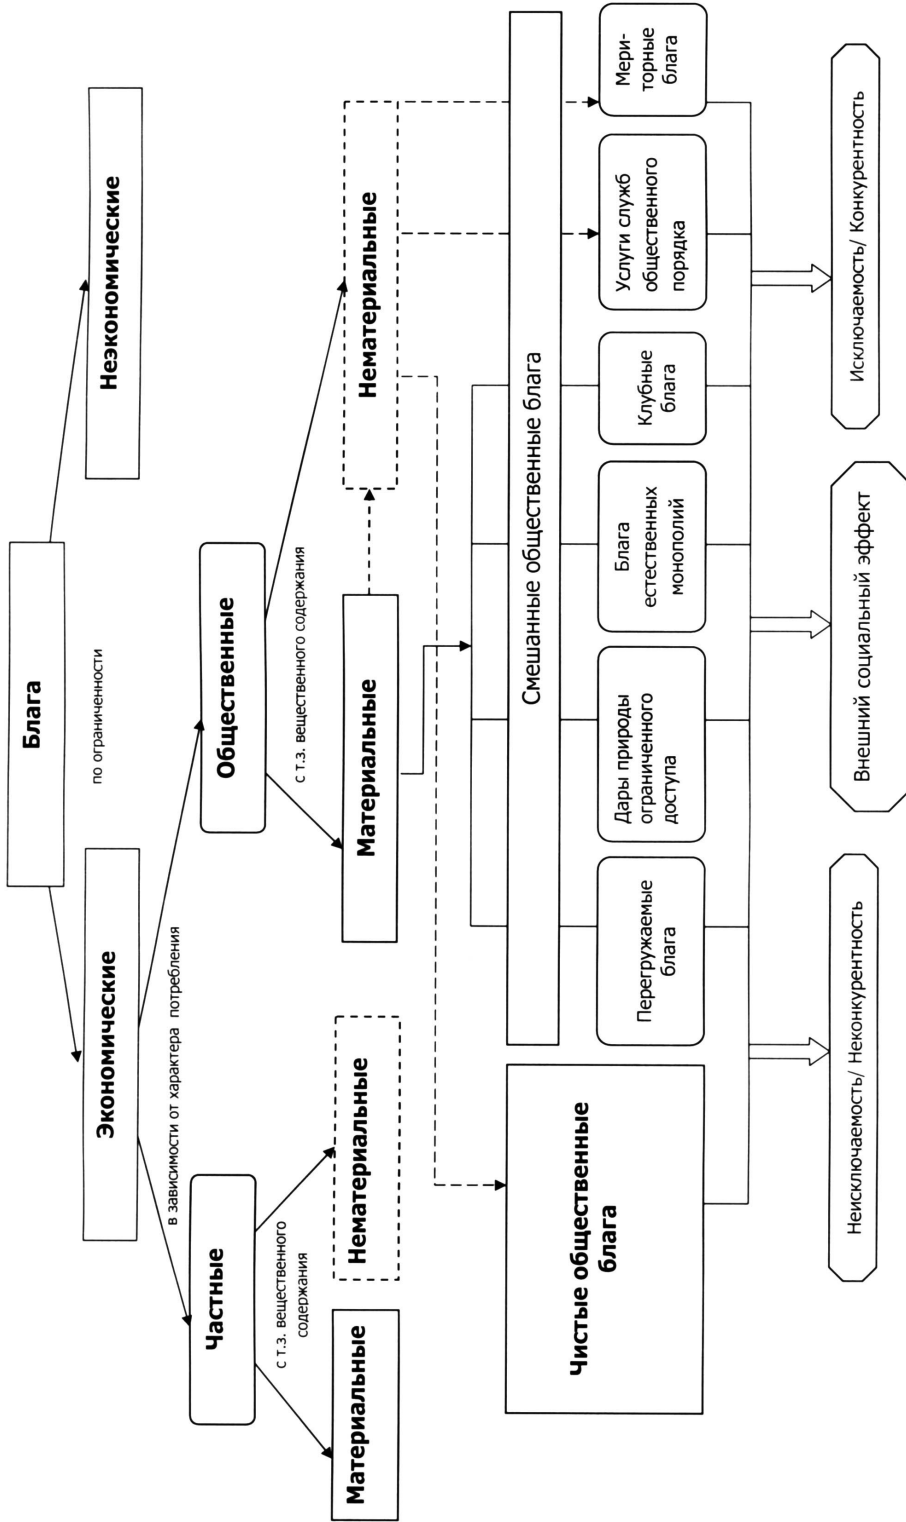 Блага
по ограниченности
Экономические
Неэкономические
в зависимости от характера потребления
Частные
Общественные
с т.з. вещественного
содержания
с т.з. вещественного содержания
Материальные
Нематериальные
Материальные
Нематериальные
Чистые общественные
блага
Смешанные общественные блага
Перегружаемые
блага
Дары природы
ограниченного
доступа
Блага
естественных
монополий
Клубные
блага
Услуги служб
общественного
порядка
Мери-
торные
блага
Неисключаемость/ Неконкурентность
Внешний социальный эффект
Исключаемость/ Конкурентность